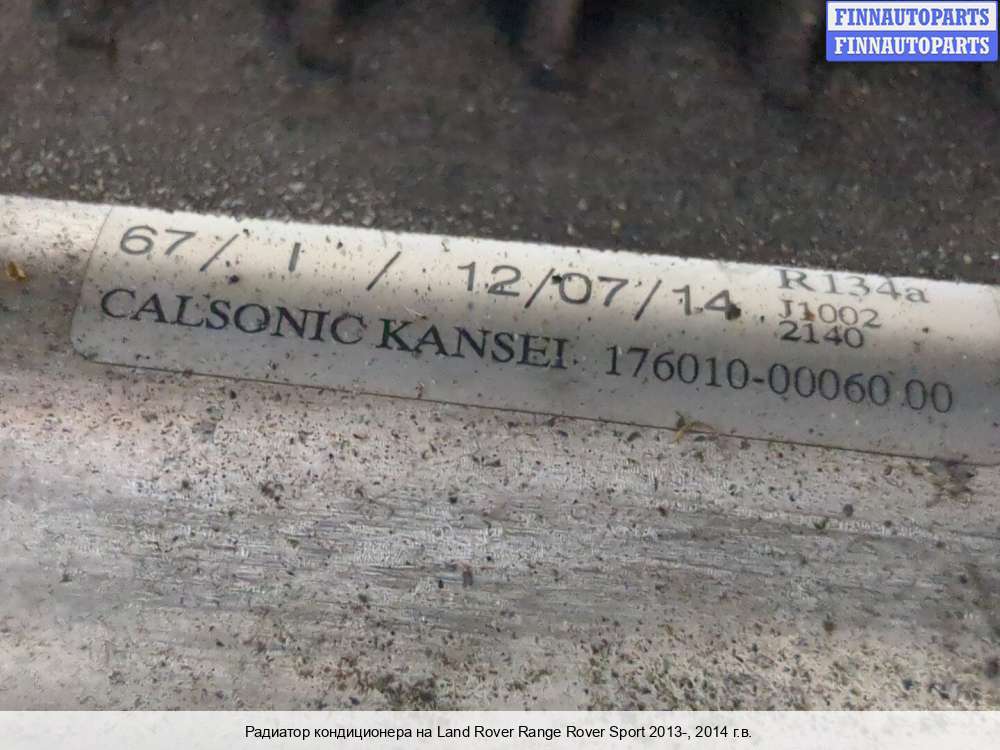 FINNAUTOPARTS
FINNAUTOPARTS
67/ 1 / 12/07/14 R134a
J1002
2140
CALSONIC KANSEI 176010-00060 00
Радиатор кондиционера на Land Rover Range Rover Sport 2013-, 2014 г.в.